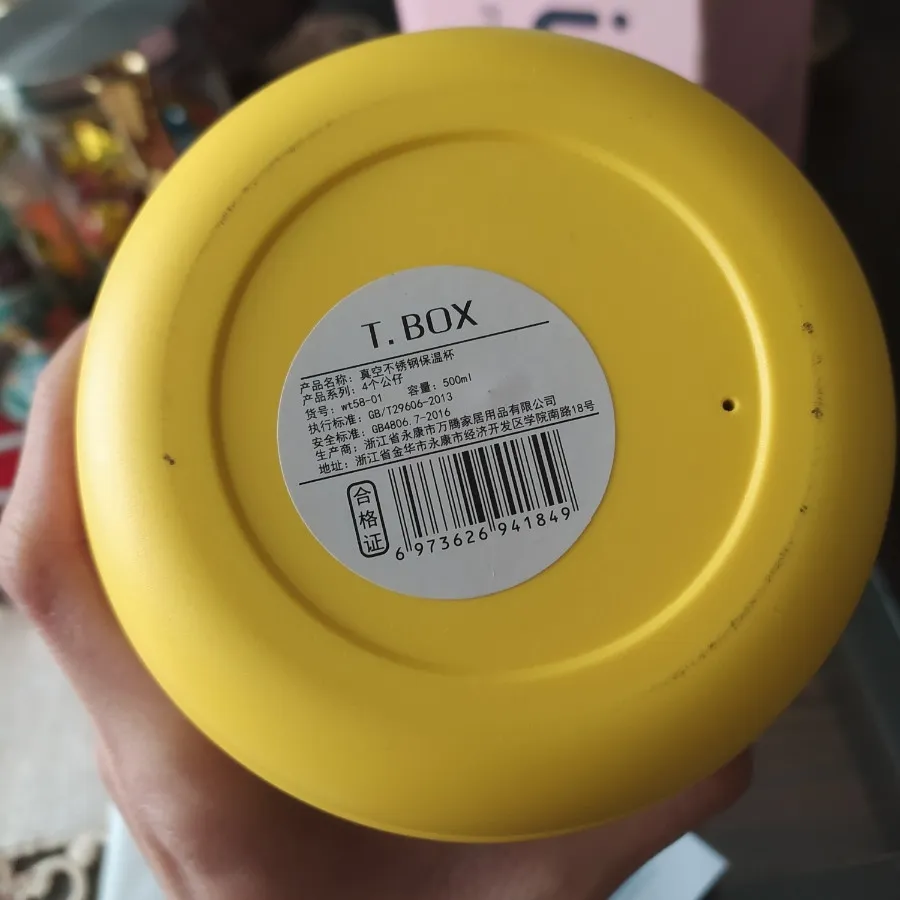 T.BOX
产品名称：真空不锈钢保温杯
产品系列：4个公仔
货号：wt58-01 容量：500ml
执行标准：GB/T29606-2013
安全标准：GB4806.7-2016
生产商：浙江省永康市万腾家居用品有限公司
地址：浙江省金华市永康市经济开发区学院南路18号
合格证
6 973626 941849